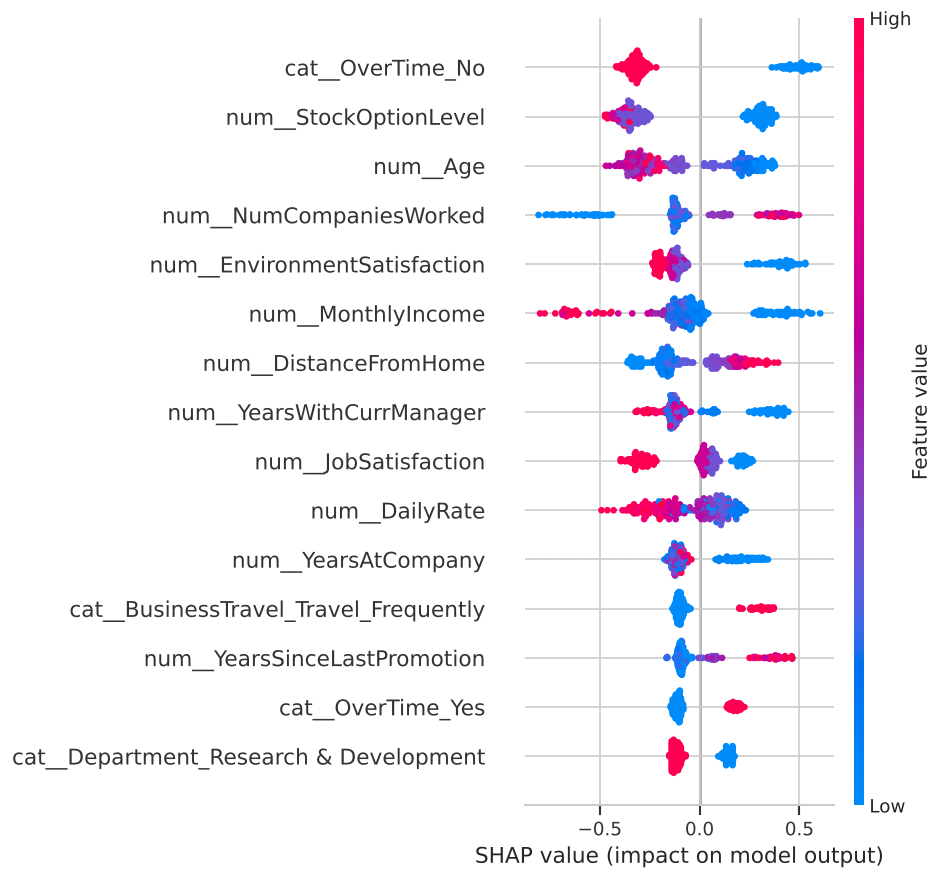 High
cat__OverTime_No
num__StockOptionLevel
num__Age
num__NumCompaniesWorked
num__EnvironmentSatisfaction
num__MonthlyIncome
num__DistanceFromHome
num__YearsWithCurrManager
num__JobSatisfaction
num__DailyRate
num__YearsAtCompany
cat__BusinessTravel_Travel_Frequently
num__YearsSinceLastPromotion
cat__OverTime_Yes
cat__Department_Research & Development
Feature value
Low
−0.5 0.0 0.5
SHAP value (impact on model output)